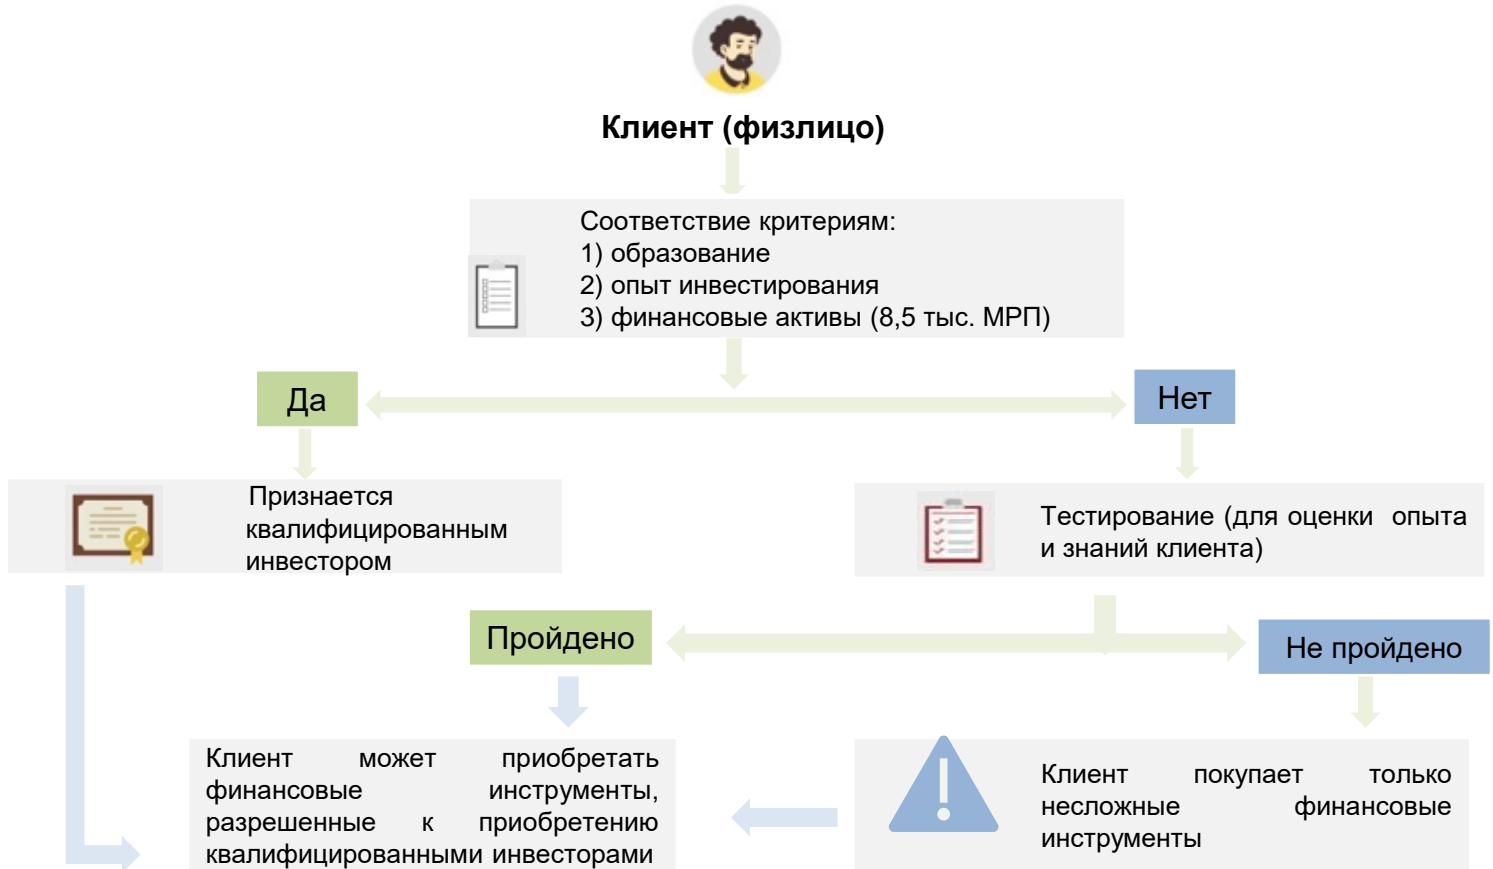 Клиент (физлицо)
Соответствие критериям:
1) образование
2) опыт инвестирования
3) финансовые активы (8,5 тыс. МРП)
Да
Нет
Признается
квалифицированным
инвестором
Тестирование (для оценки опыта
и знаний клиента)
Пройдено
Не пройдено
Клиент может приобретать
финансовые инструменты,
разрешенные к приобретению
квалифицированными инвесторами
Клиент покупает только
несложные финансовые
инструменты